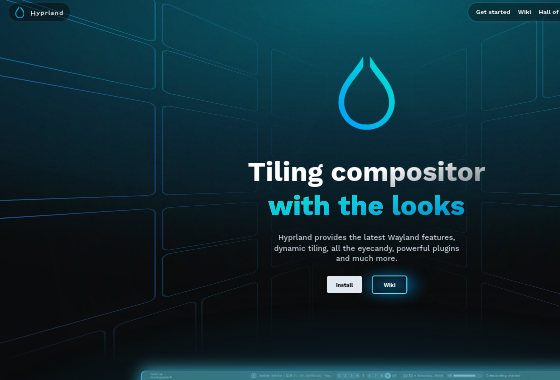 Hyprland
Get started Wiki Hall of
Tiling compositor
with the looks
Hyprland provides the latest Wayland features,
dynamic tiling, all the eyecandy, powerful plugins
and much more.
Install Wiki